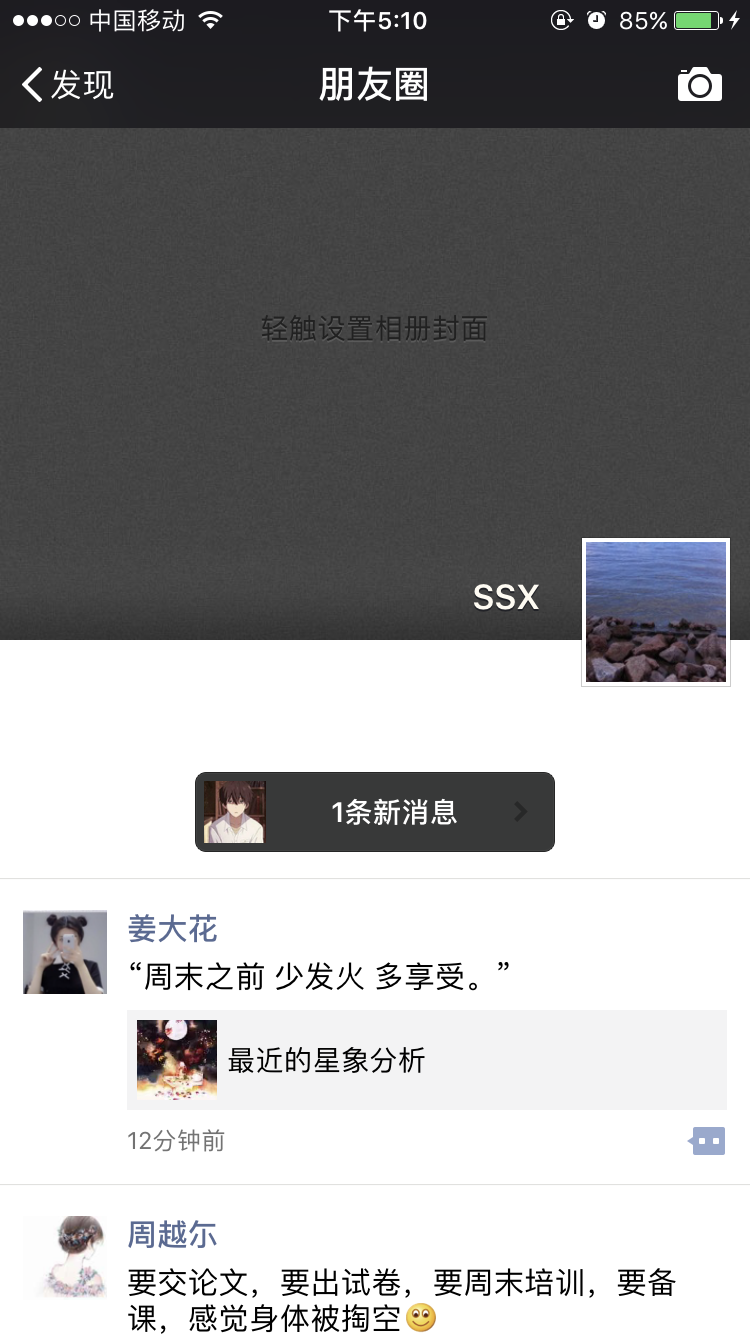 中国移动 下午5:10 85%
发现 朋友圈
轻触设置相册封面
SSX
1条新消息
姜大花
“周末之前 少发火 多享受。”
最近的星象分析
12分钟前
周越尓
要交论文，要出试卷，要周末培训，要备
课，感觉身体被掏空